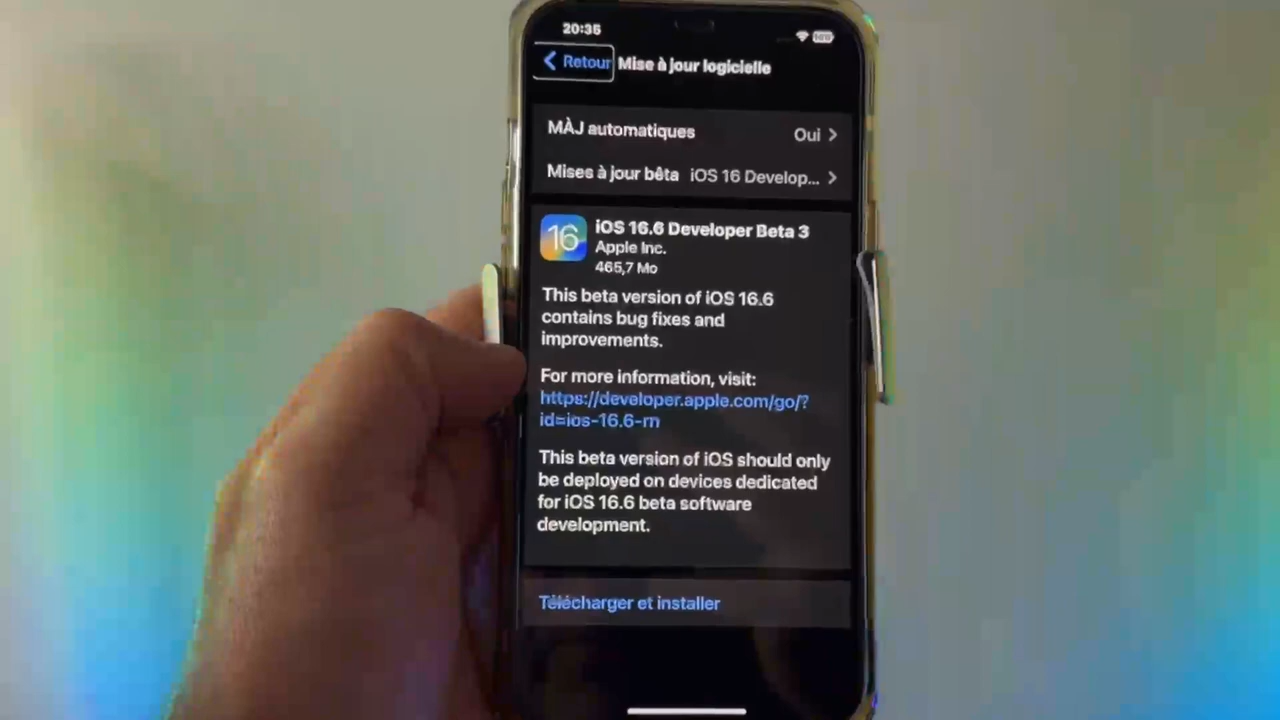 20:35
Retour Mise à jour logicielle
MÀJ automatiques Oui
Mises à jour bêta iOS 16 Develop...
16
iOS 16.6 Developer Beta 3
Apple Inc.
465,7 Mo
This beta version of iOS 16.6
contains bug fixes and
improvements.
For more information, visit:
https://developer.apple.com/go/?
id=ios-16.6-rn
This beta version of iOS should only
be deployed on devices dedicated
for iOS 16.6 beta software
development.
Télécharger et installer